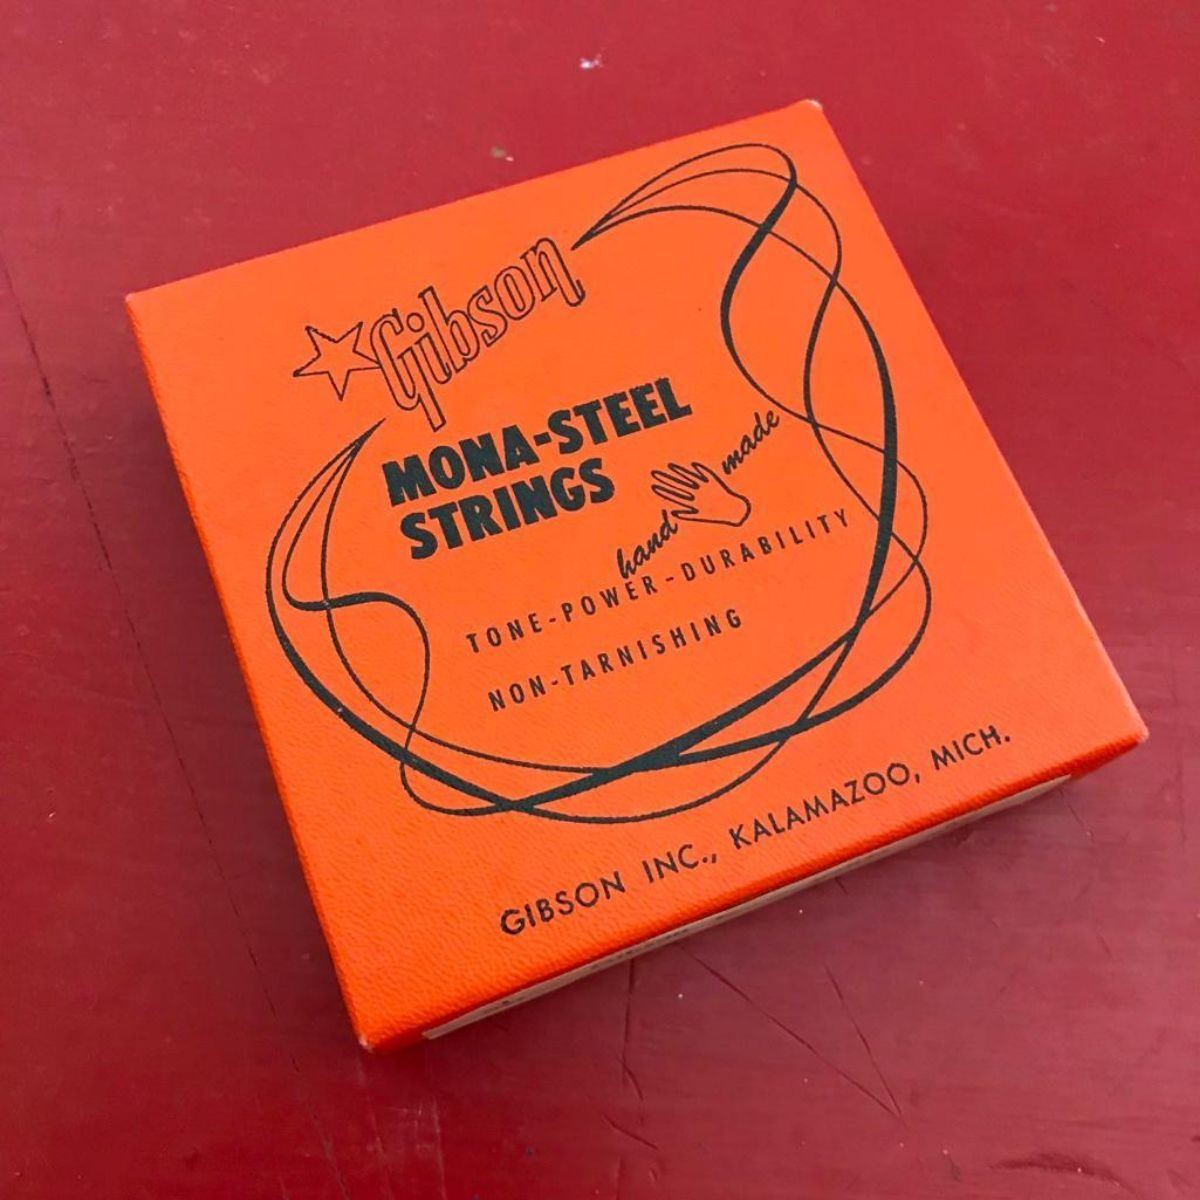 Gibson
MONA-STEEL
STRINGS
hand made
TONE-POWER-DURABILITY
NON-TARNISHING
GIBSON INC., KALAMAZOO, MICH.